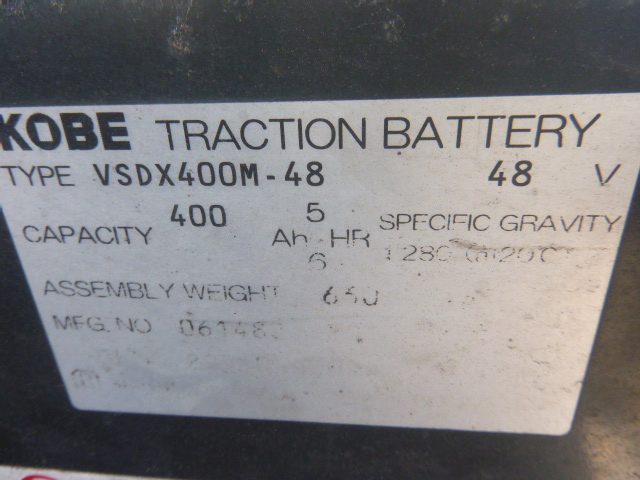 KOBE TRACTION BATTERY
TYPE VSDX400M-48 48 V
CAPACITY 400 Ah 5 HR SPECIFIC GRAVITY
6
ASSEMBLY WEIGHT
MFG. NO